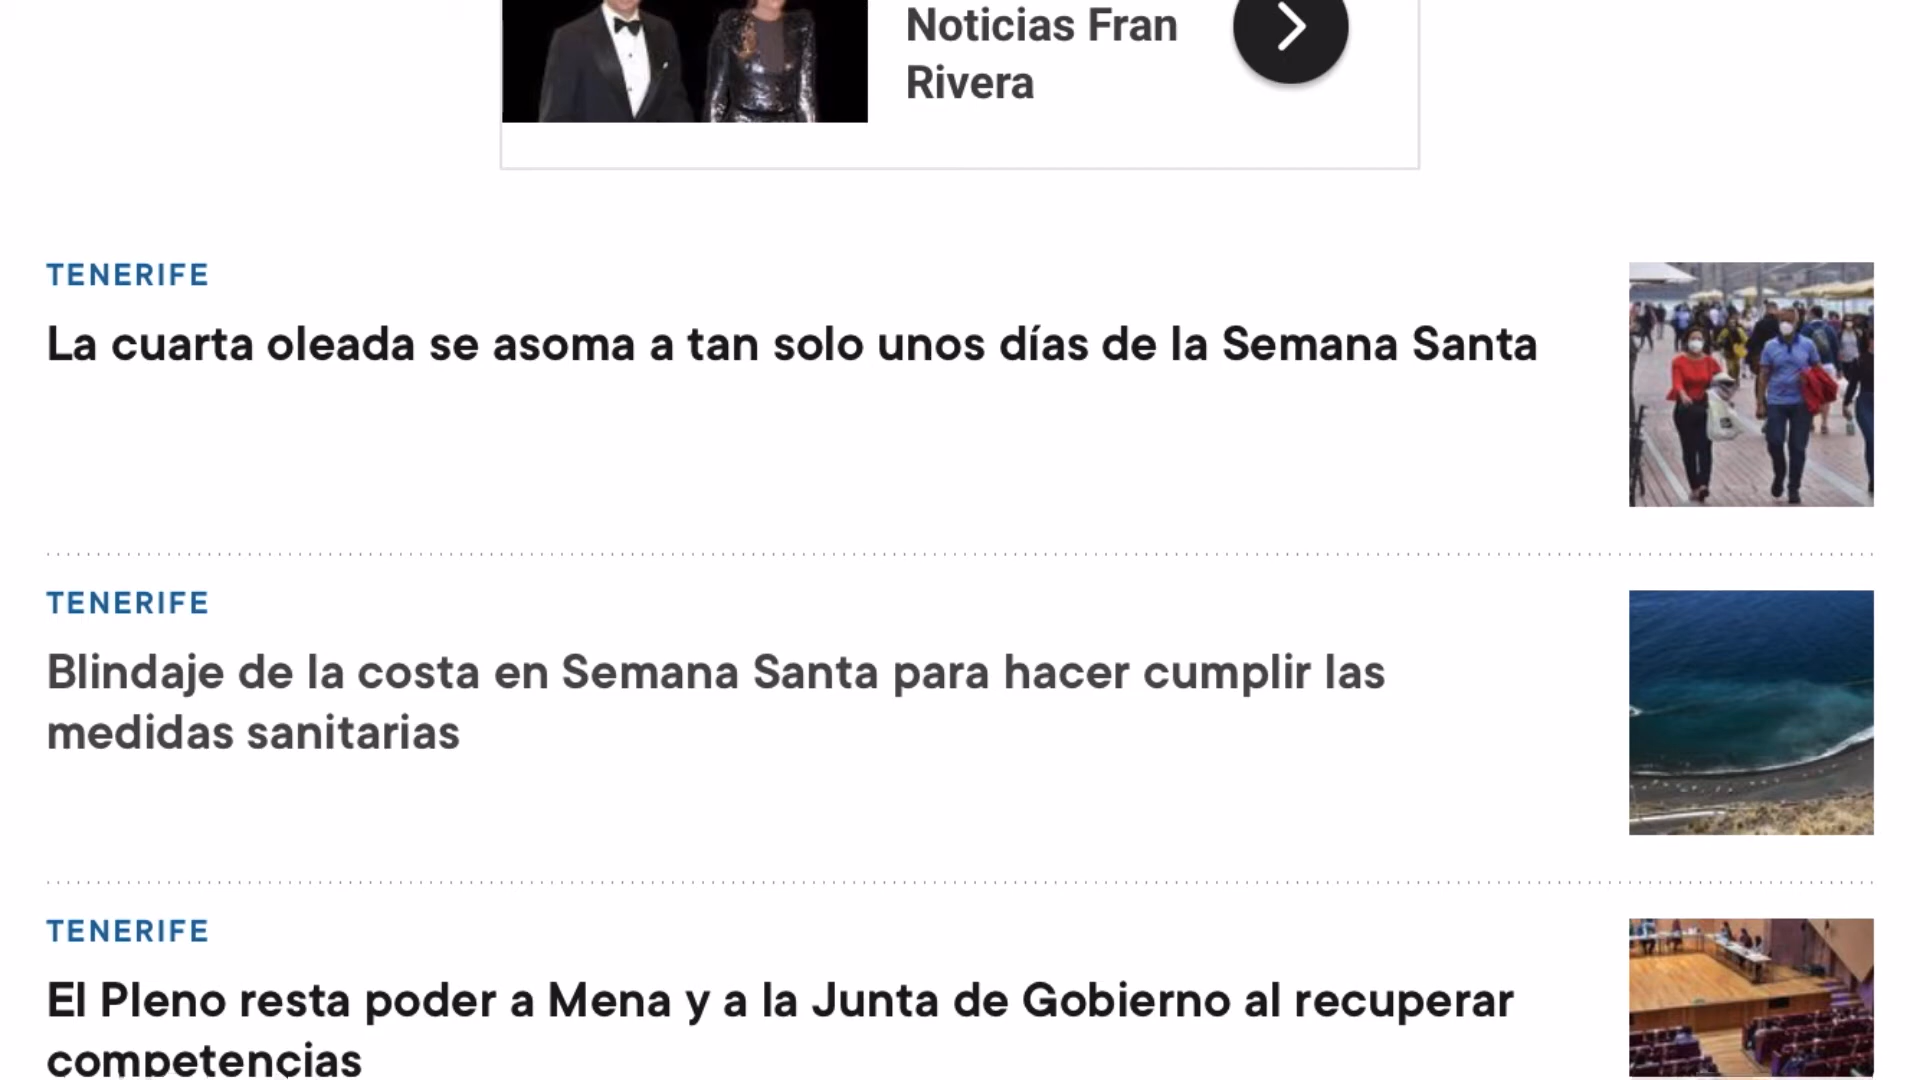 Noticias Fran
Rivera
TENERIFE
La cuarta oleada se asoma a tan solo unos días de la Semana Santa
TENERIFE
Blindaje de la costa en Semana Santa para hacer cumplir las
medidas sanitarias
TENERIFE
El Pleno resta poder a Mena y a la Junta de Gobierno al recuperar
competencias